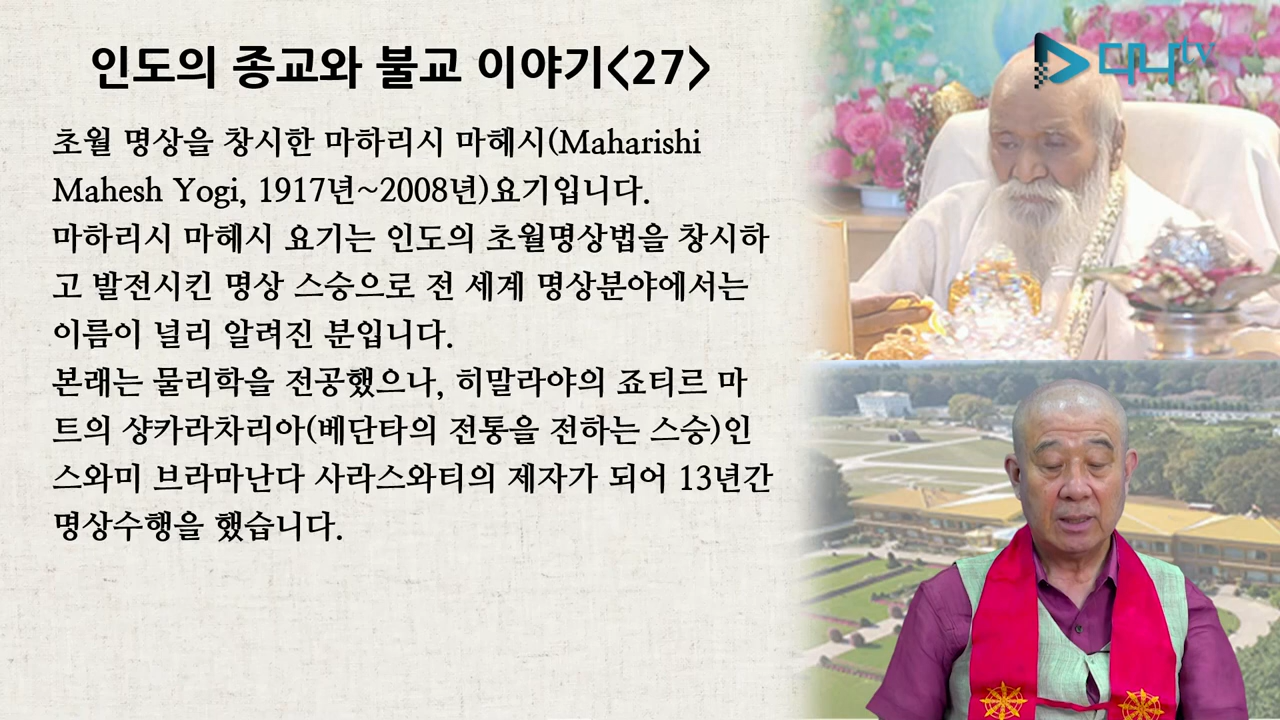 인도의 종교와 불교 이야기<27>
다나tv
초월 명상을 창시한 마하리시 마헤시(Maharishi
Mahesh Yogi, 1917년~2008년)요기입니다.
마하리시 마헤시 요기는 인도의 초월명상법을 창시하
고 발전시킨 명상 스승으로 전 세계 명상분야에서는
이름이 널리 알려진 분입니다.
본래는 물리학을 전공했으나, 히말라야의 죠티르 마
트의 샹카라차리아(베단타의 전통을 전하는 스승)인
스와미 브라마난다 사라스와티의 제자가 되어 13년간
명상수행을 했습니다.